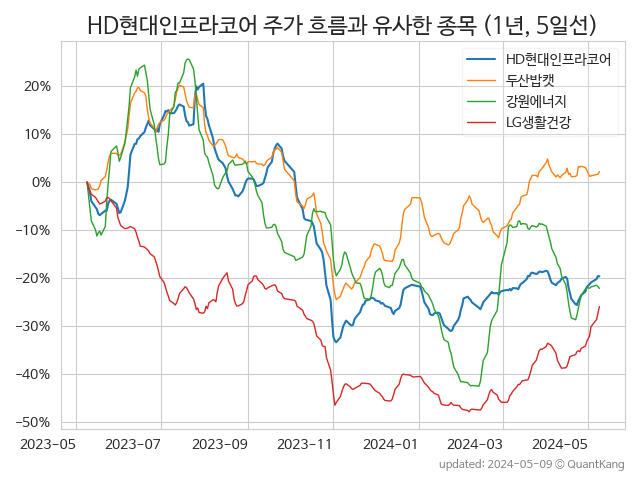 HD현대인프라코어 주가 흐름과 유사한 종목 (1년, 5일선)
HD현대인프라코어
두산밥캣
강원에너지
LG생활건강
20%
10%
0%
−10%
−20%
−30%
−40%
−50%
2023-05 2023-07 2023-09 2023-11 2024-01 2024-03 2024-05
updated: 2024-05-09 © QuantKang